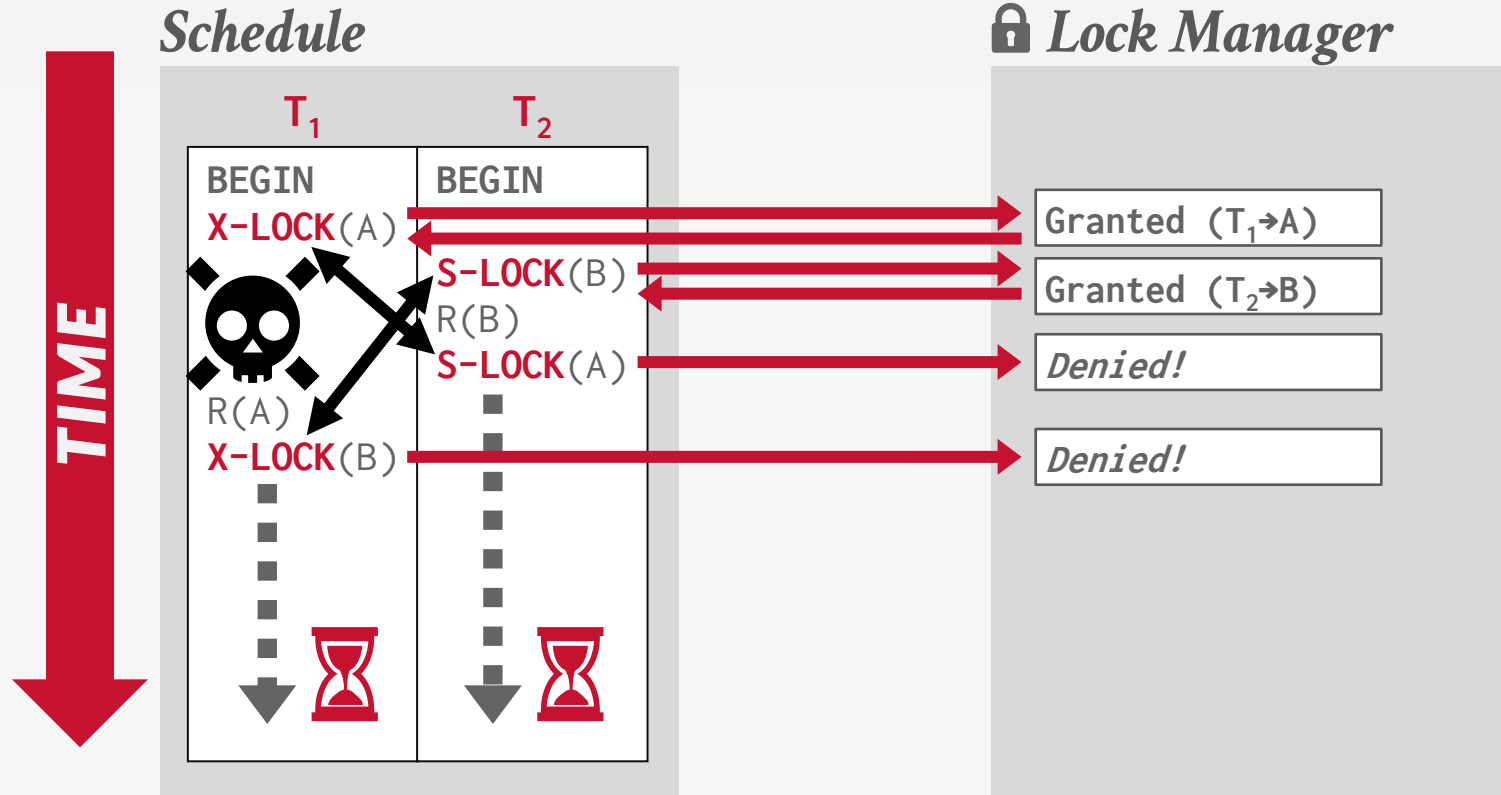 Schedule
Lock Manager
TIME
T₁ T₂
BEGIN BEGIN
X-LOCK(A)
Granted (T₁→A)
S-LOCK(B)
Granted (T₂→B)
R(B)
S-LOCK(A)
Denied!
R(A)
X-LOCK(B)
Denied!